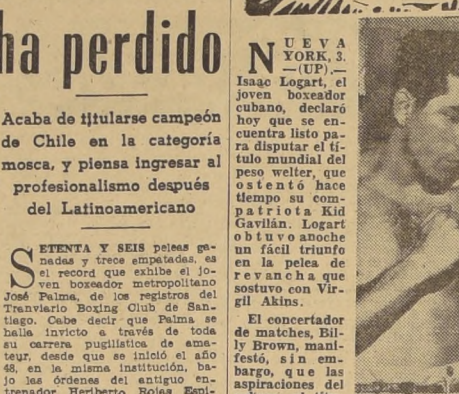 ha perdido
Acaba de titularse campeón
de Chile en la categoría
mosca, y piensa ingresar al
profesionalismo después
del Latinoamericano
SETENTA Y SEIS peleas ga-
nadas y trece empatadas, es
el record que exhibe el jo-
ven boxeador metropolitano
José Palma, de los registros del
Tranviario Boxing Club de San-
tiago. Cabe decir que Palma se
halla invicto a través de toda
su carrera pugilística de ama-
teur, desde que se inició el año
48, en la misma institución, ba-
jo las órdenes del antiguo en-
trenador Heriberto Rojas Espi-
NUEVA
YORK, 3.
—(UP).—
Isaac Logart, el
joven boxeador
cubano, declaró
hoy que se en-
cuentra listo pa-
ra disputar el tí-
tulo mundial del
peso welter, que
ostentó hace
tiempo su com-
patriota Kid
Gavilán. Logart
obtuvo anoche
un fácil triunfo
en la pelea de
revancha que
sostuvo con Vir-
gil Akins.
El concertador
de matches, Bil-
ly Brown, mani-
festó, sin em-
bargo, que las
aspiraciones del